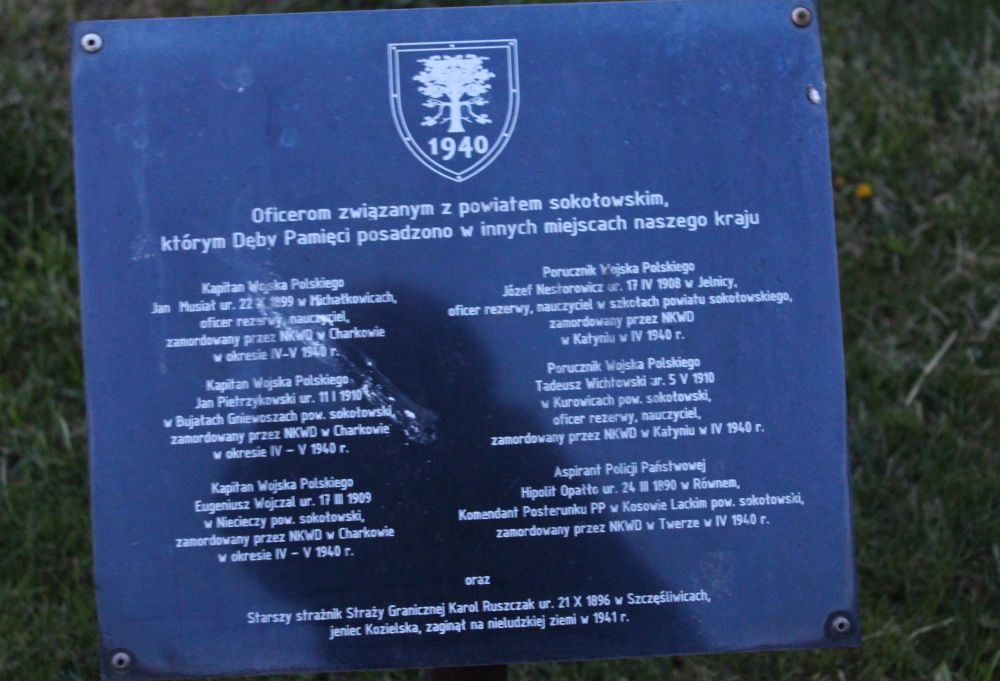 1940
Oficerom związanym z powiatem sokołowskim,
którym Dęby Pamięci posadzono w innych miejscach naszego kraju
Kapitan Wojska Polskiego
Jan Musiał ur. 22 X 1899 w Michałkowicach,
oficer rezerwy, nauczyciel,
zamordowany przez NKWD w Charkowie
w okresie IV-V 1940 r.
Kapitan Wojska Polskiego
Jan Pietrzykowski ur. 11 I 1910
w Bujałach Gniewoszach pow. sokołowski,
zamordowany przez NKWD w Charkowie
w okresie IV – V 1940 r.
Kapitan Wojska Polskiego
Eugeniusz Wojczal ur. 17 III 1909
w Niecieczy pow. sokołowski,
zamordowany przez NKWD w Charkowie
w okresie IV – V 1940 r.
Porucznik Wojska Polskiego
Józef Nestorowicz ur. 17 IV 1908 w Jelnicy,
oficer rezerwy, nauczyciel w szkołach powiatu sokołowskiego,
zamordowany przez NKWD
w Katyniu w IV 1940 r.
Porucznik Wojska Polskiego
Tadeusz Wichtowski ur. 5 V 1910
w Kurowicach pow. sokołowski,
oficer rezerwy, nauczyciel,
zamordowany przez NKWD w Katyniu w IV 1940 r.
Aspirant Policji Państwowej
Hipolit Opałto ur. 24 III 1890 w Równem,
Komendant Posterunku PP w Kosowie Lackim pow. sokołowski,
zamordowany przez NKWD w Twerze w IV 1940 r.
oraz
Starszy strażnik Straży Granicznej Karol Ruszczak ur. 21 X 1896 w Szczęśliwicach,
jeniec Kozielska, zaginął na nieludzkiej ziemi w 1941 r.